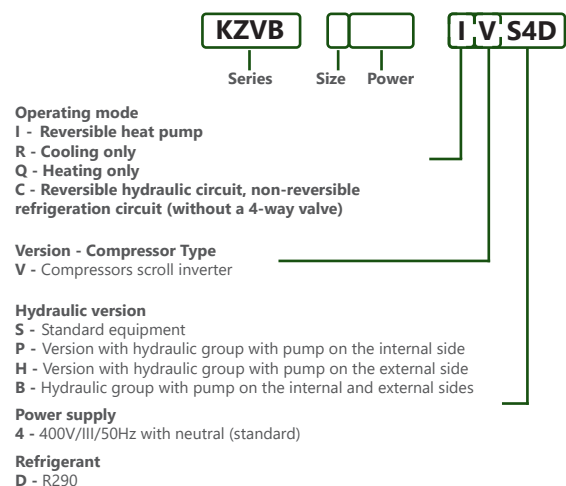 KZVB I V S4D
Series Size Power
Operating mode
I - Reversible heat pump
R - Cooling only
Q - Heating only
C - Reversible hydraulic circuit, non-reversible
refrigeration circuit (without a 4-way valve)
Version - Compressor Type
V - Compressors scroll inverter
Hydraulic version
S - Standard equipment
P - Version with hydraulic group with pump on the internal side
H - Version with hydraulic group with pump on the external side
B - Hydraulic group with pump on the internal and external sides
Power supply
4 - 400V/III/50Hz with neutral (standard)
Refrigerant
D - R290